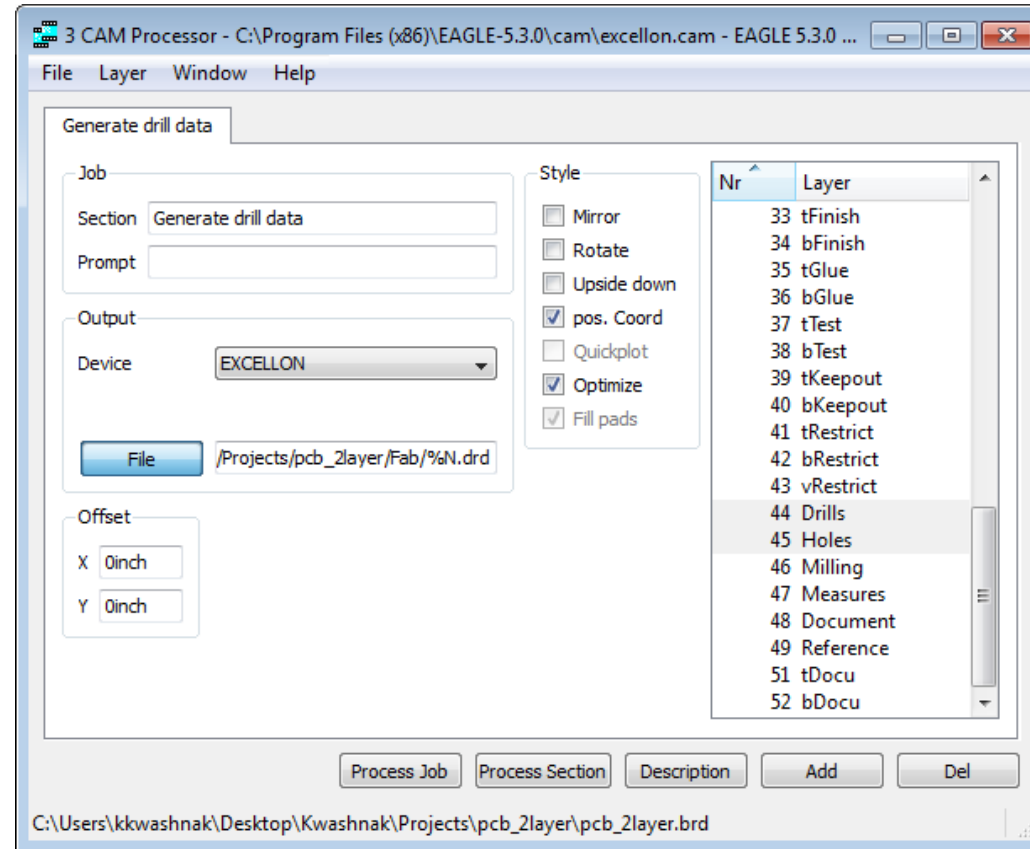 3 CAM Processor - C:\Program Files (x86)\EAGLE-5.3.0\cam\excellon.cam - EAGLE 5.3.0 ...
File Layer Window Help
Generate drill data
Job
Section Generate drill data
Prompt
Output
Device EXCELLON
File /Projects/pcb_2layer/Fab/%N.drd
Offset
X 0inch
Y 0inch
Style
Mirror
Rotate
Upside down
pos. Coord
Quickplot
Optimize
Fill pads
Nr Layer
33 tFinish
34 bFinish
35 tGlue
36 bGlue
37 tTest
38 bTest
39 tKeepout
40 bKeepout
41 tRestrict
42 bRestrict
43 vRestrict
44 Drills
45 Holes
46 Milling
47 Measures
48 Document
49 Reference
51 tDocu
52 bDocu
Process Job Process Section Description Add Del
C:\Users\kkwashnak\Desktop\Kwashnak\Projects\pcb_2layer\pcb_2layer.brd